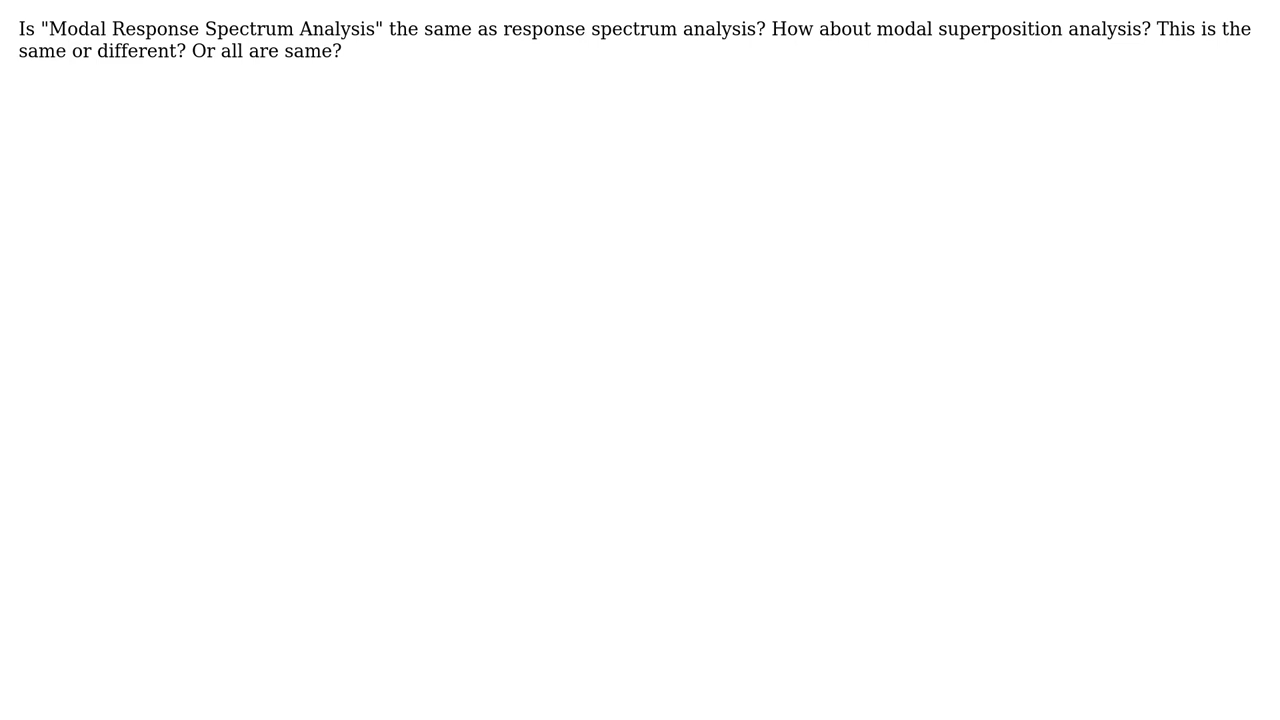 Is "Modal Response Spectrum Analysis" the same as response spectrum analysis? How about modal superposition analysis? This is the
same or different? Or all are same?